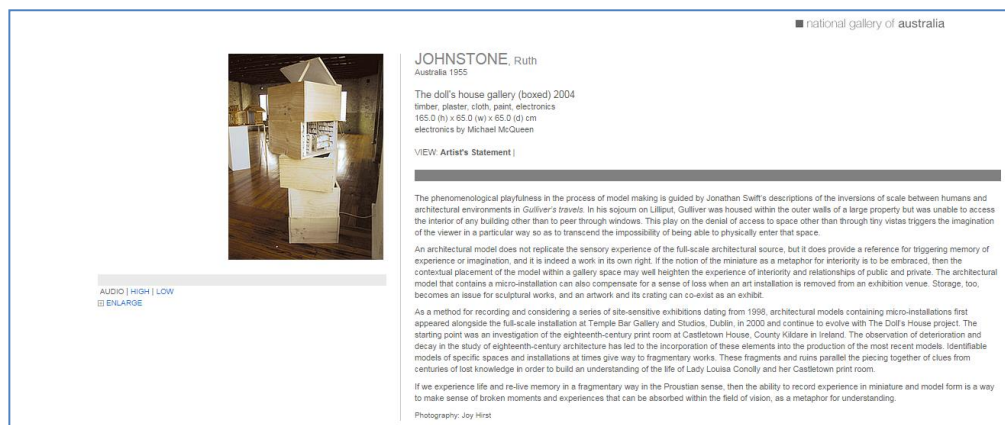 national gallery of australia
JOHNSTONE, Ruth
Australia 1955
The doll's house gallery (boxed) 2004
timber, plaster, cloth, paint, electronics
165.0 (h) x 65.0 (w) x 65.0 (d) cm
electronics by Michael McQueen
VIEW: Artist's Statement |
The phenomenological playfulness in the process of model making is guided by Jonathan Swift's descriptions of the inversions of scale between humans and
architectural environments in Gulliver's travels. In his sojourn on Lilliput, Gulliver was housed within the outer walls of a large property but was unable to access
the interior of any building other than to peer through windows. This play on the denial of access to space other than through tiny vistas triggers the imagination
of the viewer in a particular way so as to transcend the impossibility of being able to physically enter that space.
An architectural model does not replicate the sensory experience of the full-scale architectural source, but it does provide a reference for triggering memory of
experience or imagination, and it is indeed a work in its own right. If the notion of the miniature as a metaphor for interiority is to be embraced, then the
contextual placement of the model within a gallery space may well heighten the experience of interiority and relationships of public and private. The architectural
model that contains a micro-installation can also compensate for a sense of loss when an art installation is removed from an exhibition venue. Storage, too,
becomes an issue for sculptural works, and an artwork and its crating can co-exist as an exhibit.
As a method for recording and considering a series of site-sensitive exhibitions dating from 1998, architectural models containing micro-installations first
appeared alongside the full-scale installation at Temple Bar Gallery and Studios, Dublin, in 2000 and continue to evolve with The Doll's House project. The
starting point was an investigation of the eighteenth-century print room at Castletown House, County Kildare in Ireland. The observation of deterioration and
decay in the study of eighteenth-century architecture has led to the incorporation of these elements into the production of the most recent models. Identifiable
models of specific spaces and installations at times give way to fragmentary works. These fragments and ruins parallel the piecing together of clues from
centuries of lost knowledge in order to build an understanding of the life of Lady Louisa Conolly and her Castletown print room.
If we experience life and re-live memory in a fragmentary way in the Proustian sense, then the ability to record experience in miniature and model form is a way
to make sense of broken moments and experiences that can be absorbed within the field of vision, as a metaphor for understanding.
Photography: Joy Hirst
AUDIO | HIGH | LOW
ENLARGE